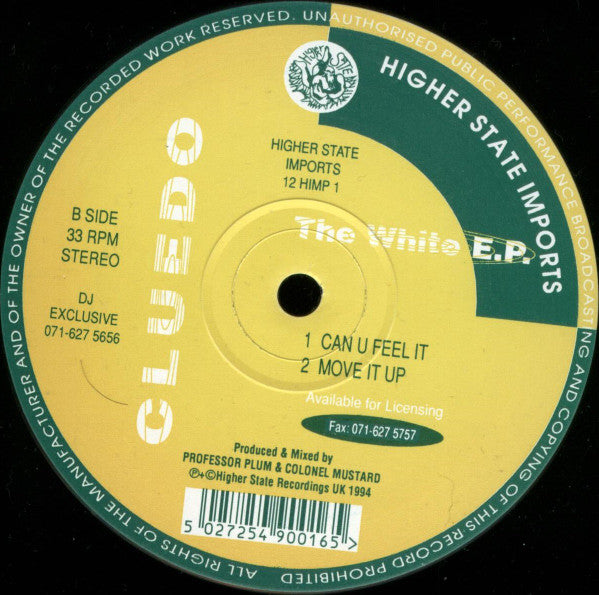 ALL RIGHTS OF THE MANUFACTURER AND OF THE OWNER OF THE RECORDED WORK RESERVED. UNAUTHORISED PUBLIC PERFORMANCE BROADCASTING AND COPYING OF THIS RECORD PROHIBITED
HIGHER STATE IMPORTS
HIGHER STATE
IMPORTS
12 HIMP 1
CLUEDO
The White E.P.
B SIDE
33 RPM
STEREO
DJ
EXCLUSIVE
071-627 5656
1 CAN U FEEL IT
2 MOVE IT UP
Available for Licensing
Fax: 071-627 5757
Produced & Mixed by
PROFESSOR PLUM & COLONEL MUSTARD
℗+©Higher State Recordings UK 1994
5 027254 900165 >